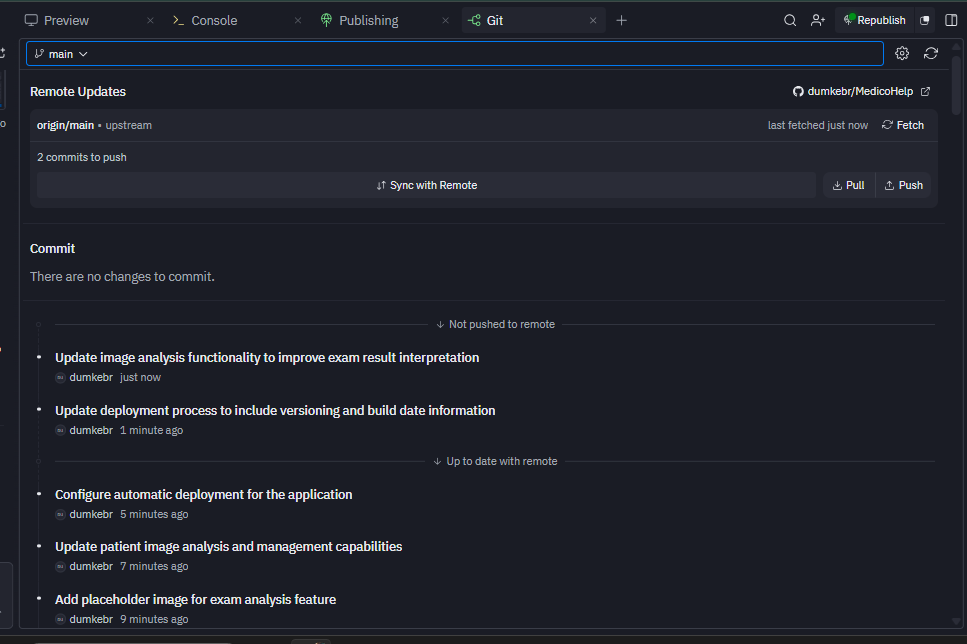 Preview
Console
Publishing
Git
Republish
main
Remote Updates
dumkebr/MedicoHelp
origin/main • upstream
last fetched just now
Fetch
2 commits to push
Sync with Remote
Pull
Push
Commit
There are no changes to commit.
Not pushed to remote
Update image analysis functionality to improve exam result interpretation
dumkebr just now
Update deployment process to include versioning and build date information
dumkebr 1 minute ago
Up to date with remote
Configure automatic deployment for the application
dumkebr 5 minutes ago
Update patient image analysis and management capabilities
dumkebr 7 minutes ago
Add placeholder image for exam analysis feature
dumkebr 9 minutes ago